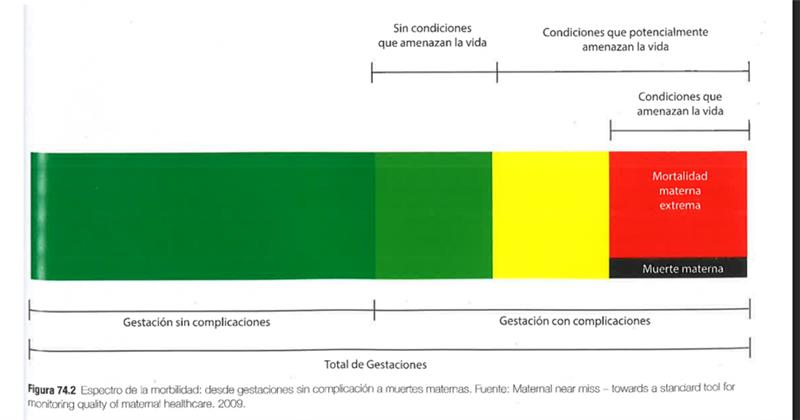 Sin condiciones
que amenazan la vida
Condiciones que potencialmente
amenazan la vida
Condiciones que
amenazan la vida
Mortalidad
materna
extrema
Muerte materna
Gestación sin complicaciones
Gestación con complicaciones
Total de Gestaciones
Figura 74.2 Espectro de la morbilidad: desde gestaciones sin complicación a muertes maternas. Fuente: Maternal near miss – towards a standard tool for
monitoring quality of maternal healthcare. 2009.